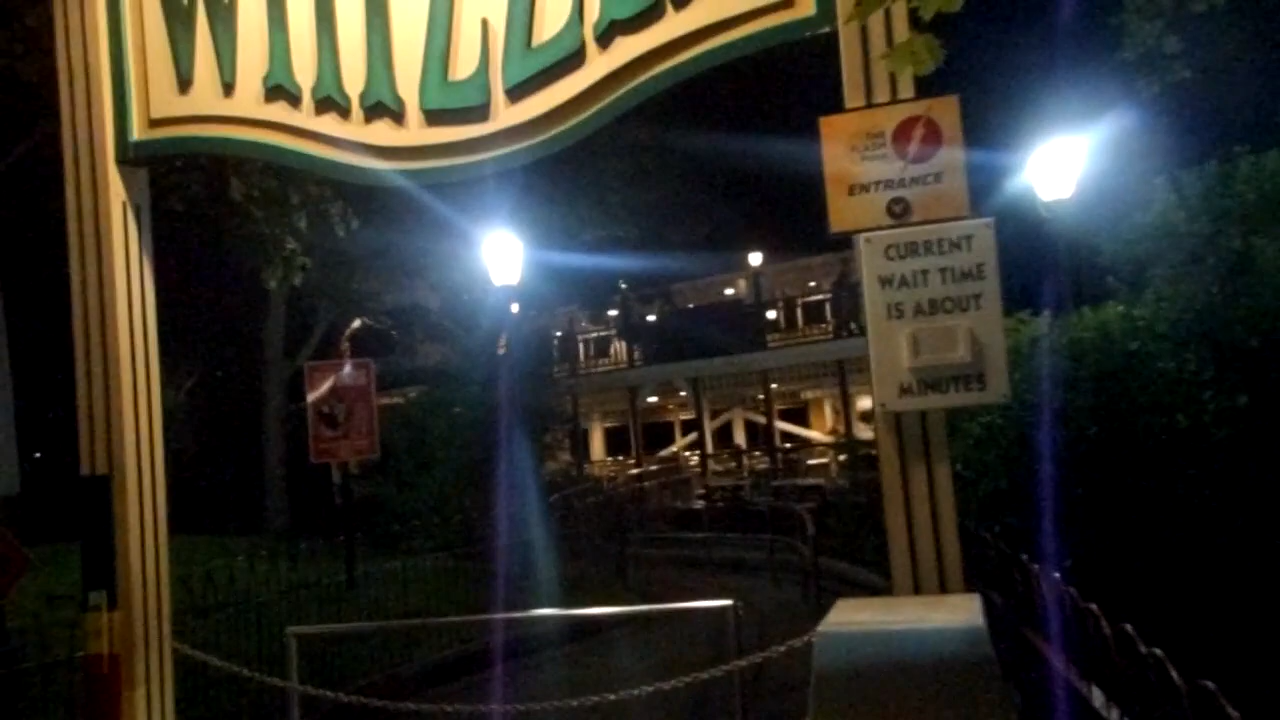 THE
FLASH
PASS
ENTRANCE
CURRENT
WAIT TIME
IS ABOUT
MINUTES